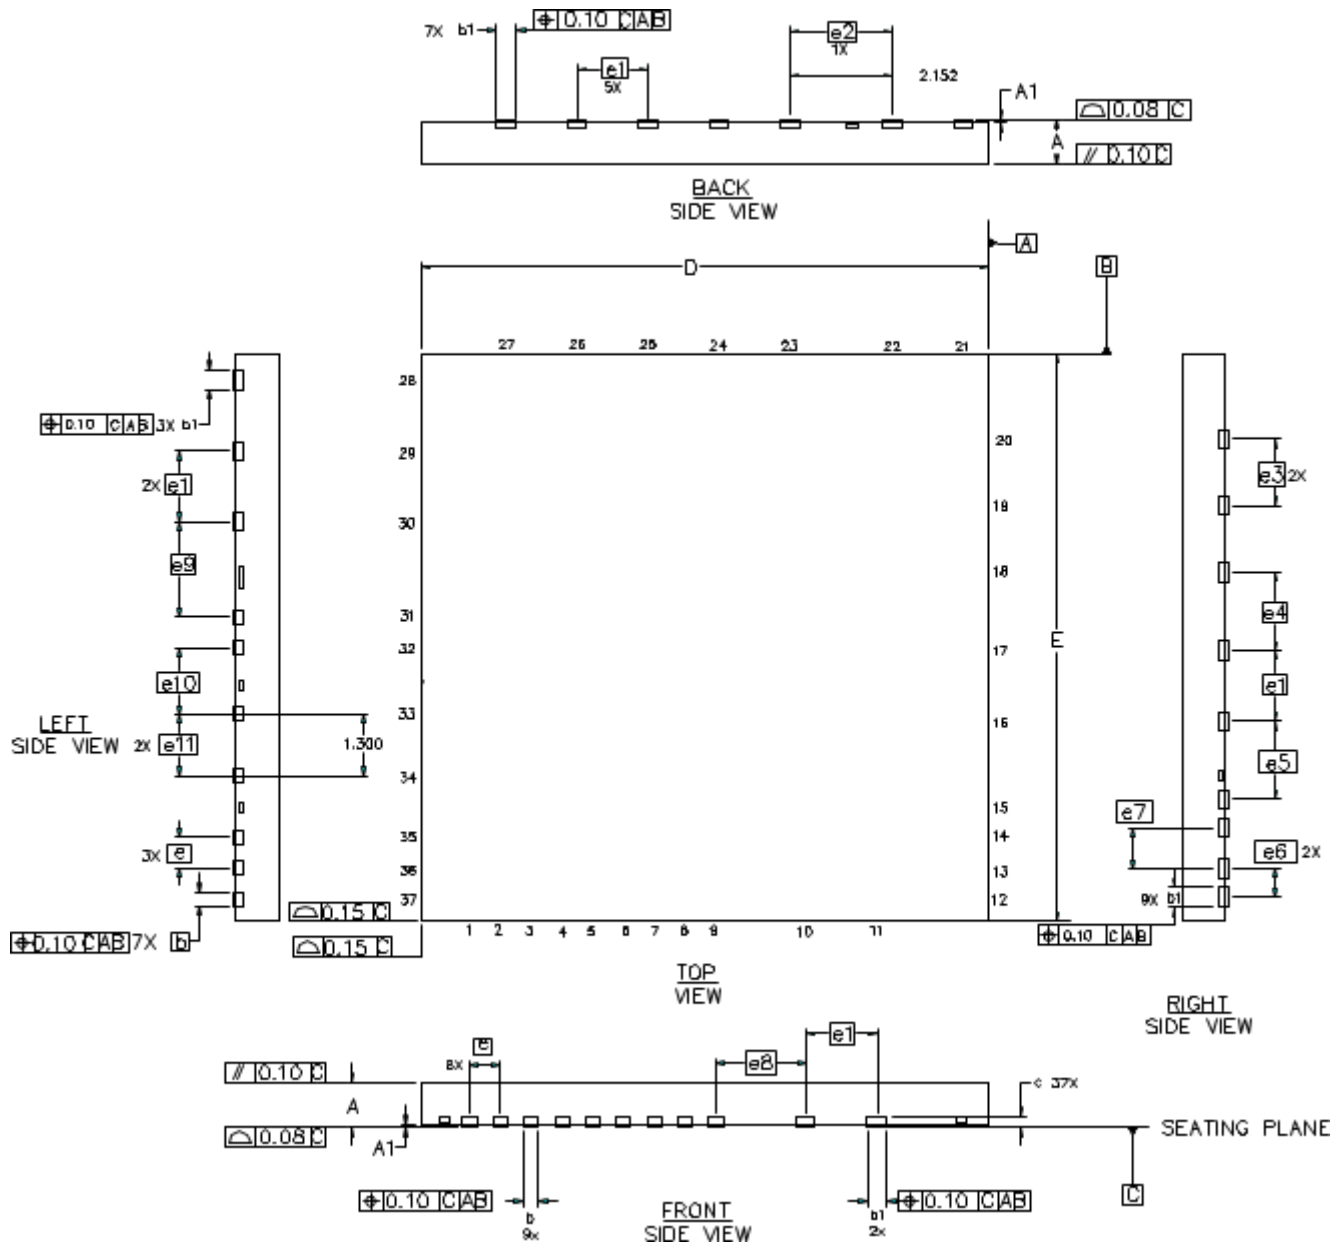 7X b1
⌖ 0.10 C A B
e1
5X
e2
1X
2.152
A1
⌓ 0.08 C
A
// 0.10 C
BACK
SIDE VIEW
A
D
B
27 26 25 24 23 22 21
28
29
30
31
32
33
34
35
36
37
20
19
18
17
16
15
14
13
12
E
⌖ 0.10 C A B 3X b1
2X e1
e9
e10
2X e11
1.300
LEFT
SIDE VIEW
3X e
⌖ 0.10 C A B 7X b
⌓ 0.15 C
⌓ 0.15 C
e3 2X
e4
e1
e5
e7
e6 2X
9X b1
⌖ 0.10 C A B
1 2 3 4 5 6 7 8 9 10 11
TOP
VIEW
RIGHT
SIDE VIEW
e
8X
e8
e1
// 0.10 C
A
⌓ 0.08 C
A1
c 37X
SEATING PLANE
C
⌖ 0.10 C A B
b
9x
b1
2x
⌖ 0.10 C A B
FRONT
SIDE VIEW